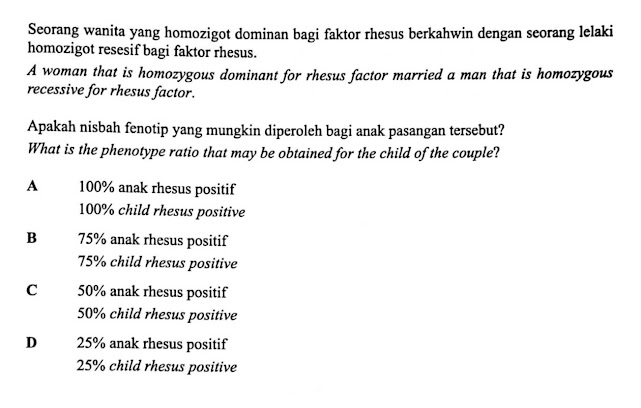 Seorang wanita yang homozigot dominan bagi faktor rhesus berkahwin dengan seorang lelaki
homozigot resesif bagi faktor rhesus.
A woman that is homozygous dominant for rhesus factor married a man that is homozygous
recessive for rhesus factor.
Apakah nisbah fenotip yang mungkin diperoleh bagi anak pasangan tersebut?
What is the phenotype ratio that may be obtained for the child of the couple?
A 100% anak rhesus positif
100% child rhesus positive
B 75% anak rhesus positif
75% child rhesus positive
C 50% anak rhesus positif
50% child rhesus positive
D 25% anak rhesus positif
25% child rhesus positive